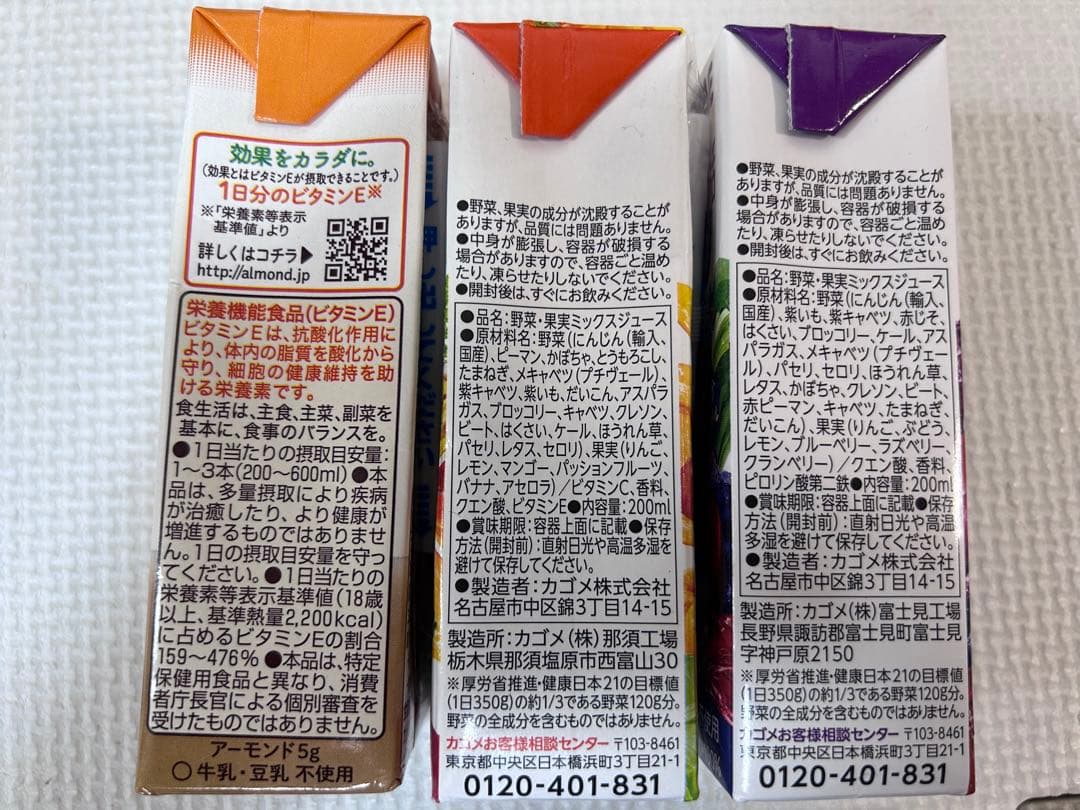 効果をカラダに。
(効果とはビタミンEが摂取できることです。)
1日分のビタミンE※
※「栄養素等表示
基準値」より
詳しくはコチラ▶
http://almond.jp
栄養機能食品(ビタミンE)
ビタミンEは、抗酸化作用に
より、体内の脂質を酸化から
守り、細胞の健康維持を助
ける栄養素です。
食生活は、主食、主菜、副菜を
基本に、食事のバランスを。
●1日当たりの摂取目安量:
1〜3本(200〜600ml)●本
品は、多量摂取により疾病
が治癒したり、より健康が
増進するものではありませ
ん。1日の摂取目安量を守っ
てください。●1日当たりの
栄養素等表示基準値(18歳
以上、基準熱量2,200kcal)
に占めるビタミンEの割合
159〜476% ●本品は、特定
保健用食品と異なり、消費
者庁長官による個別審査を
受けたものではありません。
アーモンド5g
○牛乳・豆乳 不使用
●野菜、果実の成分が沈殿することが
ありますが、品質には問題ありません。
●中身が膨張し、容器が破損する
場合がありますので、容器ごと温め
たり、凍らせたりしないでください。
●開封後は、すぐにお飲みください。
●品名:野菜・果実ミックスジュース
●原材料名:野菜(にんじん(輸入、
国産)、ピーマン、かぼちゃ、とうもろこし、
たまねぎ、メキャベツ(プチヴェール)、
紫キャベツ、紫いも、だいこん、アスパラ
ガス、ブロッコリー、キャベツ、クレソン、
ビート、はくさい、ケール、ほうれん草、
パセリ、レタス、セロリ)、果実(りんご、
レモン、マンゴー、パッションフルーツ、
バナナ、アセロラ)/ビタミンC、香料、
クエン酸、ビタミンE●内容量:200ml
●賞味期限:容器上面に記載●保存
方法(開封前):直射日光や高温多湿を
避けて保存してください。
●製造者:カゴメ株式会社
名古屋市中区錦3丁目14-15
製造所:カゴメ(株)那須工場
栃木県那須塩原市西富山30
※厚労省推進・健康日本21の目標値
(1日350g)の約1/3である野菜120g分。
野菜の全成分を含むものではありません。
カゴメお客様相談センター 〒103-8461
東京都中央区日本橋浜町3丁目21-1
0120-401-831
●野菜、果実の成分が沈殿することが
ありますが、品質には問題ありません。
●中身が膨張し、容器が破損する
場合がありますので、容器ごと温め
たり、凍らせたりしないでください。
●開封後は、すぐにお飲みください。
●品名:野菜・果実ミックスジュース
●原材料名:野菜(にんじん(輸入、
国産)、紫いも、紫キャベツ、赤じそ、
はくさい、ブロッコリー、ケール、アス
パラガス、メキャベツ(プチヴェー
ル)、パセリ、セロリ、ほうれん草、
レタス、かぼちゃ、クレソン、ビート、
赤ピーマン、キャベツ、たまねぎ、
だいこん)、果実(りんご、ぶどう、
レモン、ブルーベリー、ラズベリー、
クランベリー)/クエン酸、香料、
ピロリン酸第二鉄●内容量:200ml
●賞味期限:容器上面に記載●保存
方法(開封前):直射日光や高温
多湿を避けて保存してください。
●製造者:カゴメ株式会社
名古屋市中区錦3丁目14-15
製造所:カゴメ(株)富士見工場
長野県諏訪郡富士見町富士見
字神戸原2150
※厚労省推進・健康日本21の目標値
(1日350g)の約1/3である野菜120g分。
野菜の全成分を含むものではありません。
カゴメお客様相談センター 〒103-8461
東京都中央区日本橋浜町3丁目21-1
0120-401-831